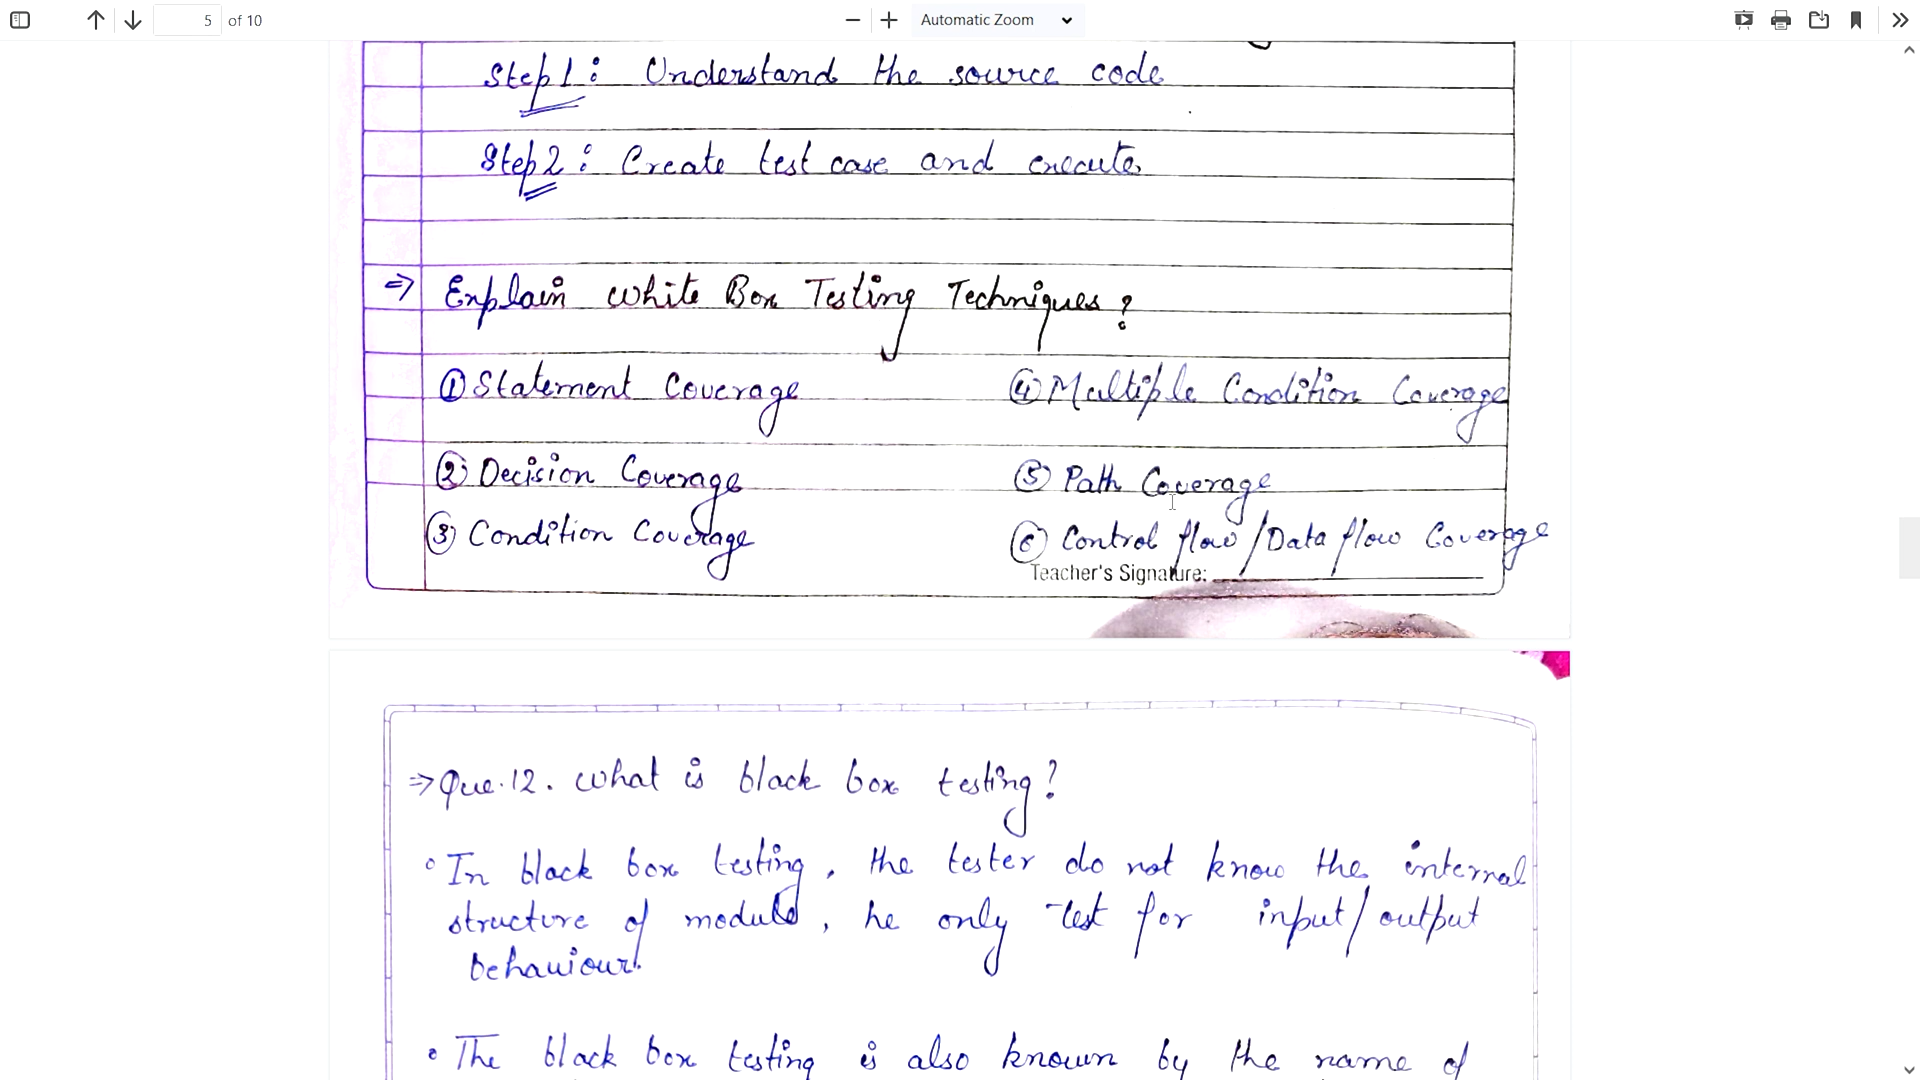 5 of 10
Automatic Zoom
Step 1: Understand the source code
Step 2: Create test case and execute
⇒ Explain White Box Testing Techniques?
① Statement Coverage
④ Multiple Condition Coverage
② Decision Coverage
⑤ Path Coverage
③ Condition Coverage
⑥ Control flow/Data flow Coverage
Teacher's Signature:
⇒ Que.12. What is black box testing?
• In black box testing, the tester do not know the internal
structure of module, he only test for input/output
behaviour.
• The black box testing is also known by the name of